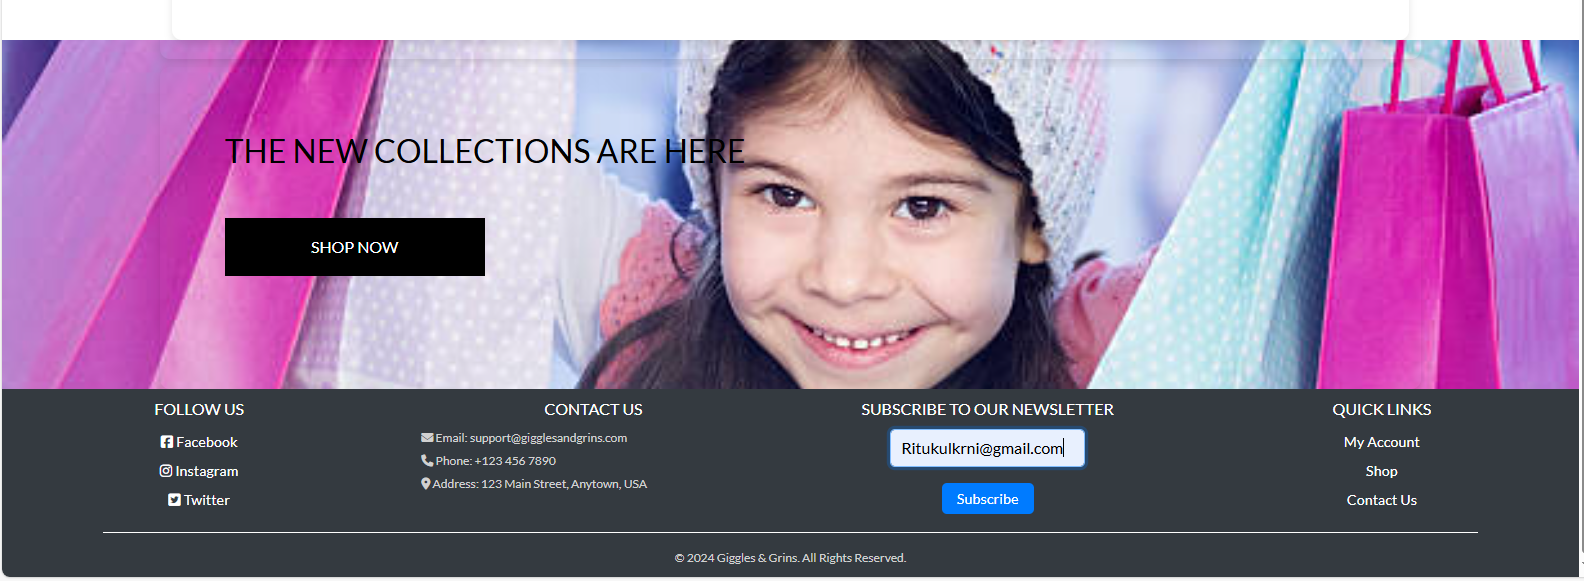 THE NEW COLLECTIONS ARE HERE
SHOP NOW
FOLLOW US
Facebook
Instagram
Twitter
CONTACT US
Email: support@gigglesandgrins.com
Phone: +123 456 7890
Address: 123 Main Street, Anytown, USA
SUBSCRIBE TO OUR NEWSLETTER
Ritukulkrni@gmail.com
Subscribe
QUICK LINKS
My Account
Shop
Contact Us
© 2024 Giggles & Grins. All Rights Reserved.